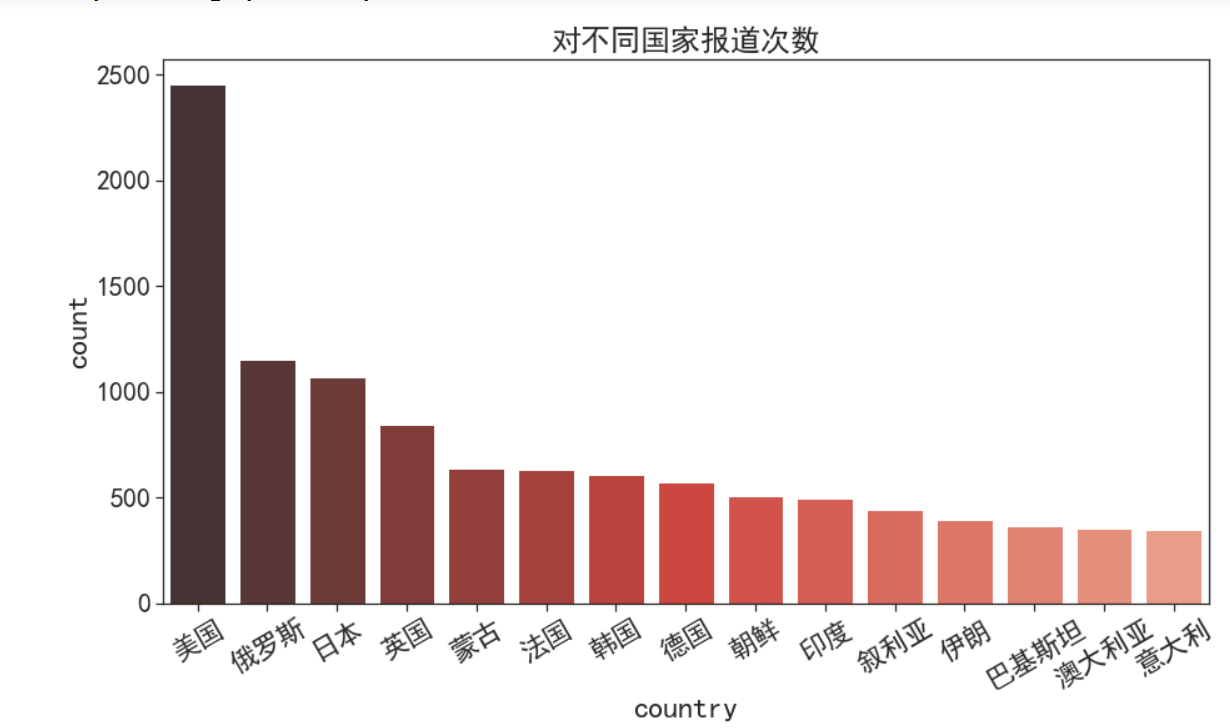 对不同国家报道次数
2500
2000
1500
1000
500
0
count
美国
俄罗斯
日本
英国
蒙古
法国
韩国
德国
朝鲜
印度
叙利亚
伊朗
巴基斯坦
澳大利亚
意大利
country